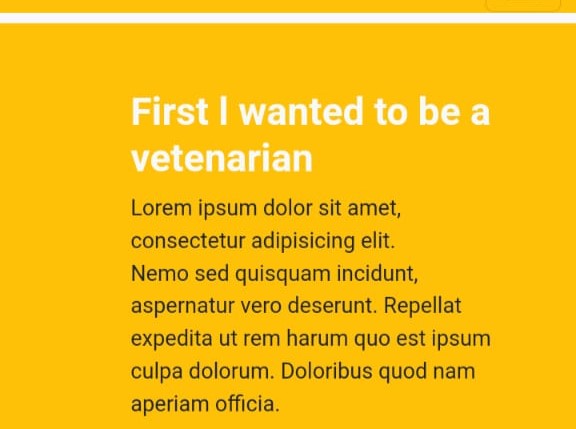 First I wanted to be a
vetenarian
Lorem ipsum dolor sit amet,
consectetur adipisicing elit.
Nemo sed quisquam incidunt,
aspernatur vero deserunt. Repellat
expedita ut rem harum quo est ipsum
culpa dolorum. Doloribus quod nam
aperiam officia.